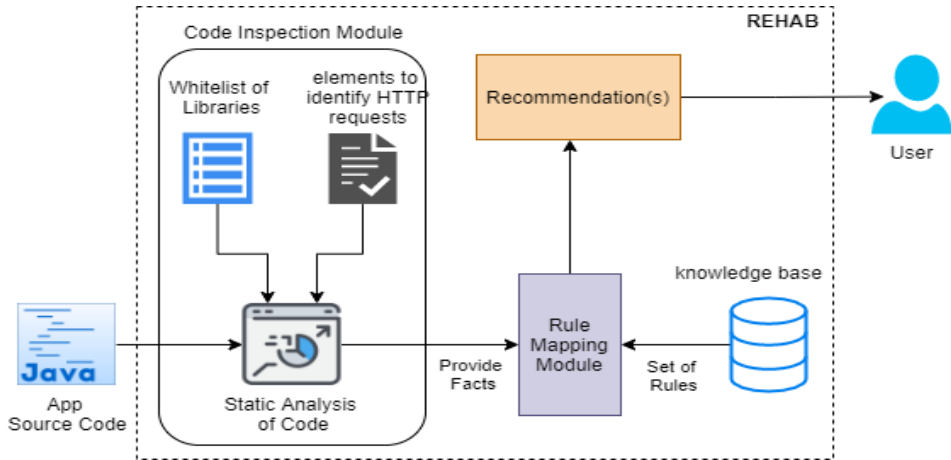 REHAB
Code Inspection Module
Whitelist of
Libraries
elements to
identify HTTP
requests
Recommendation(s)
User
knowledge base
Rule
Mapping
Module
Provide
Facts
Set of
Rules
Java
App
Source Code
Static Analysis
of Code